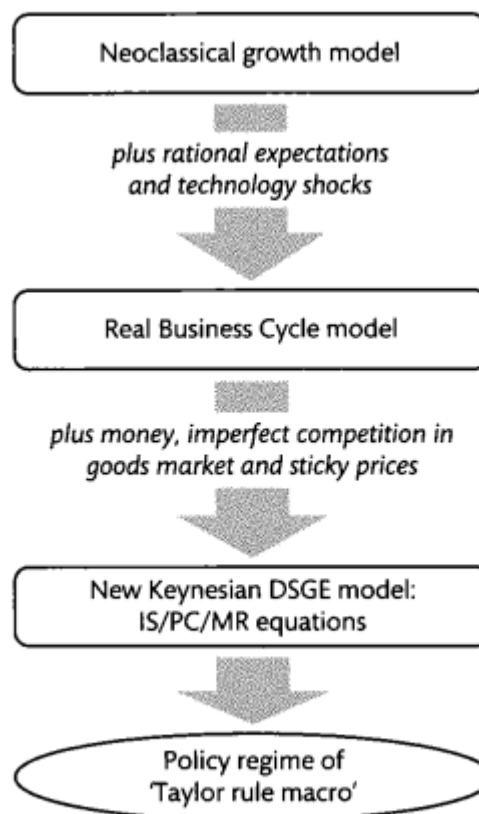 Neoclassical growth model
plus rational expectations
and technology shocks
Real Business Cycle model
plus money, imperfect competition in
goods market and sticky prices
New Keynesian DSGE model:
IS/PC/MR equations
Policy regime of
'Taylor rule macro'